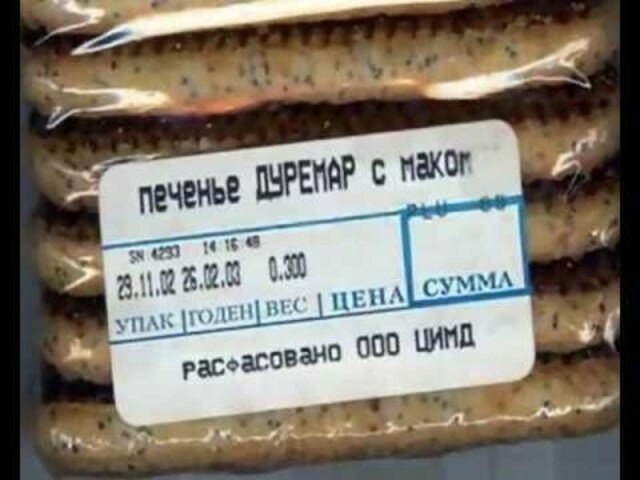 печенье ДУРЕМАР с маком
PLU
SN 4293 14 16 48
29.11.02 26.02.03 0.300
УПАК ГОДЕН ВЕС ЦЕНА СУММА
расфасовано ООО ЦИМД